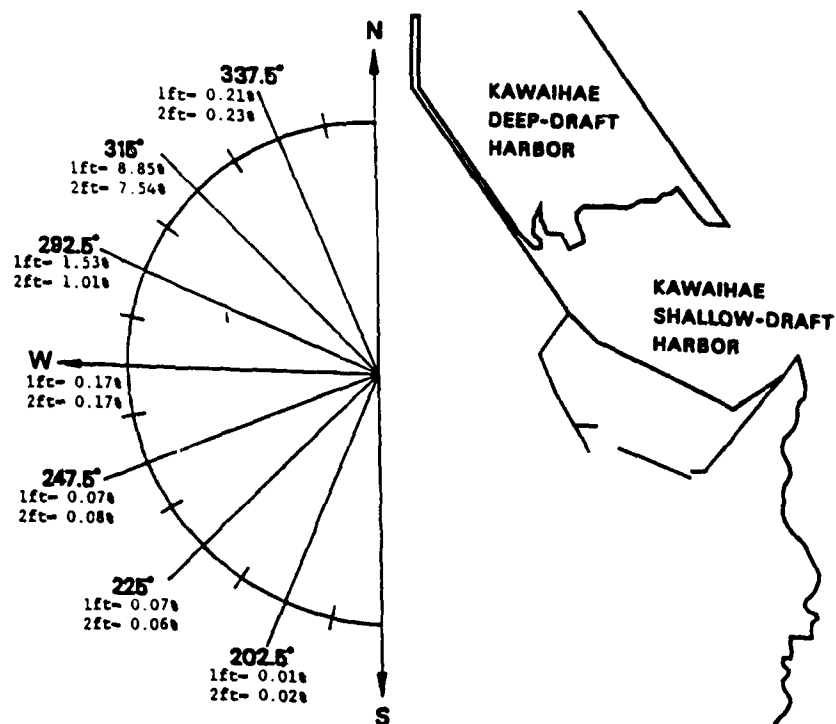 N
337.5°
1ft= 0.21%
2ft= 0.23%
315°
1ft= 8.85%
2ft= 7.54%
292.5°
1ft= 1.53%
2ft= 1.01%
W
1ft= 0.17%
2ft= 0.17%
247.5°
1ft= 0.07%
2ft= 0.08%
225°
1ft= 0.07%
2ft= 0.06%
202.5°
1ft= 0.01%
2ft= 0.02%
S
KAWAIHAE
DEEP-DRAFT
HARBOR
KAWAIHAE
SHALLOW-DRAFT
HARBOR